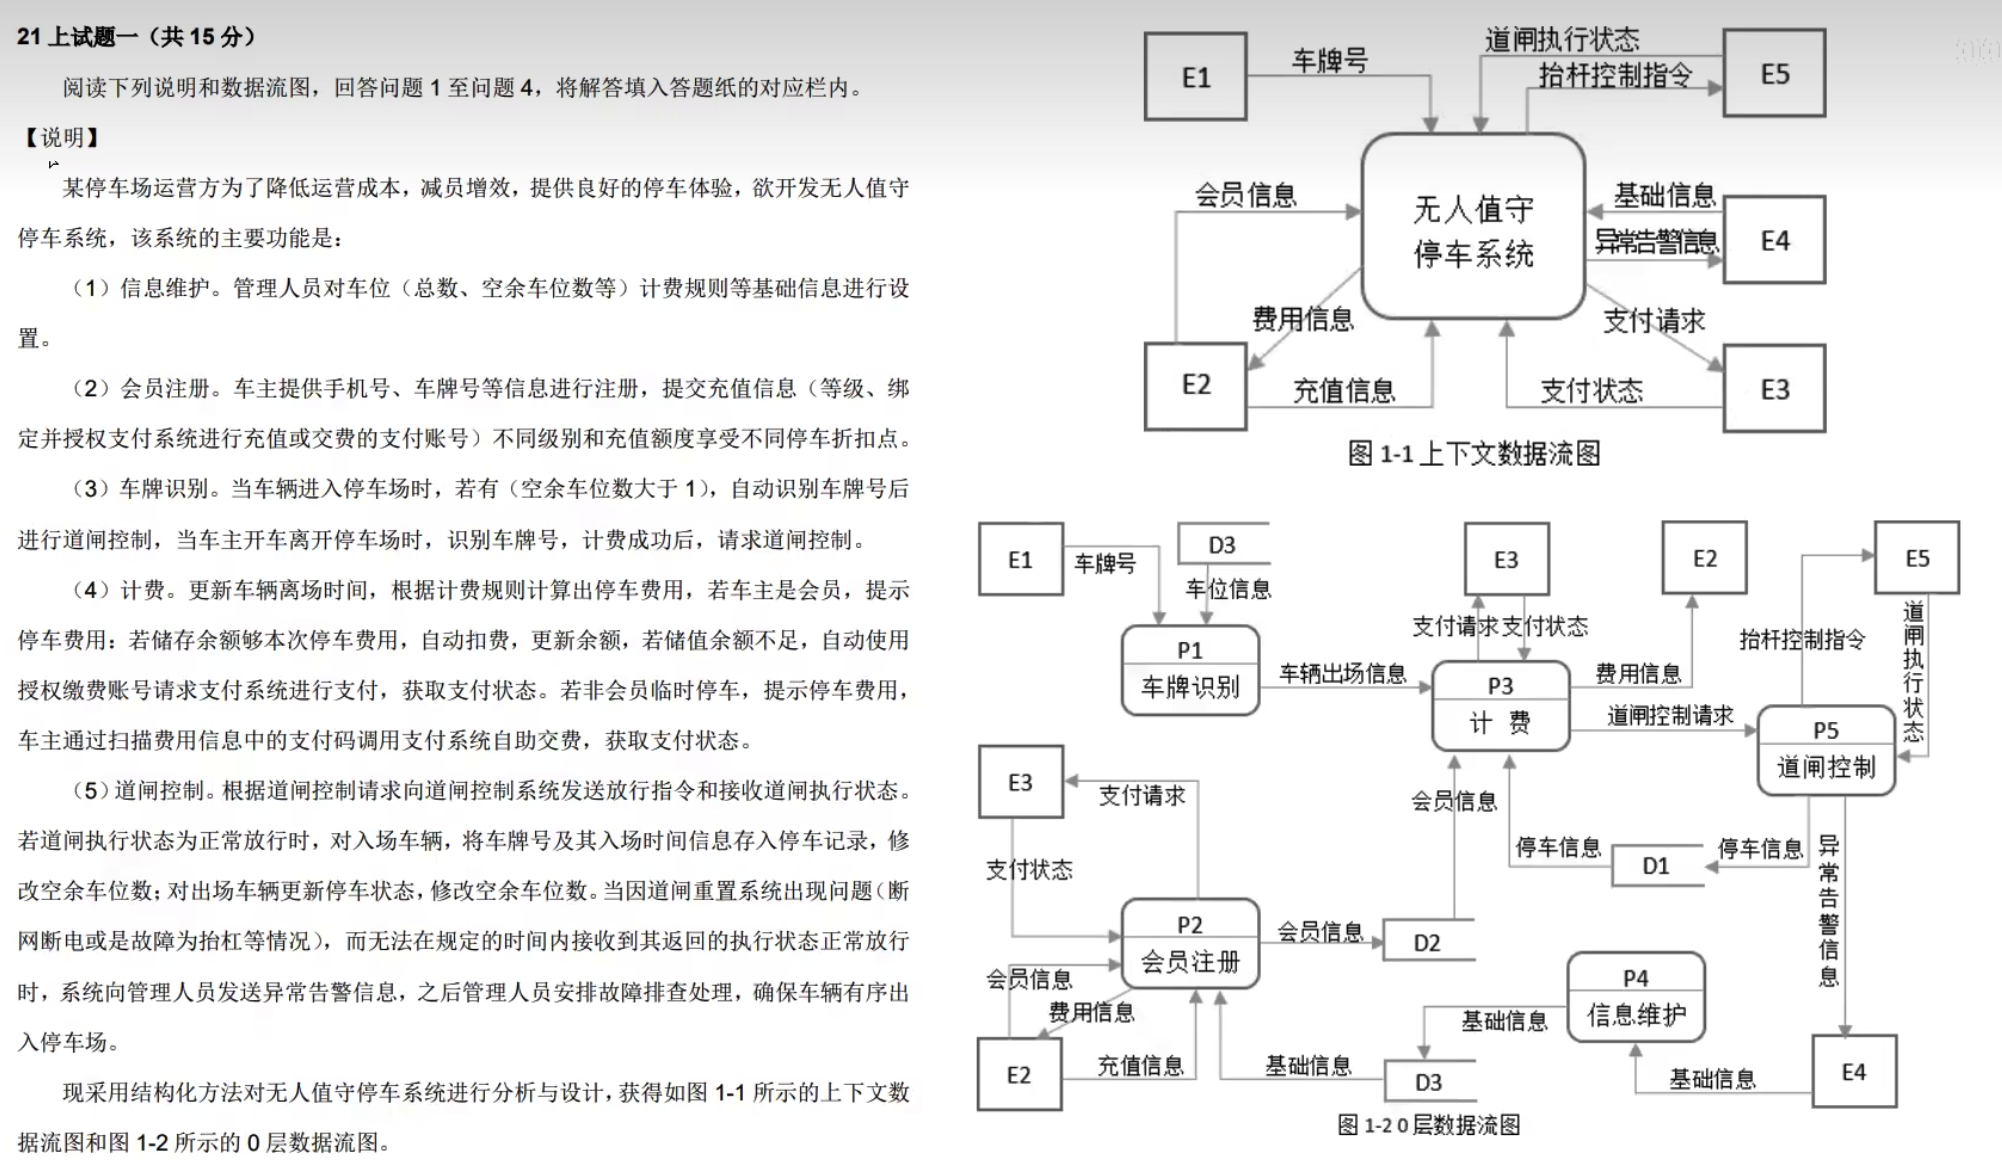 21 上试题一（共 15 分）
阅读下列说明和数据流图，回答问题 1 至问题 4，将解答填入答题纸的对应栏内。
【说明】
某停车场运营方为了降低运营成本，减员增效，提供良好的停车体验，欲开发无人值守
停车系统，该系统的主要功能是：
（1）信息维护。管理人员对车位（总数、空余车位数等）计费规则等基础信息进行设
置。
（2）会员注册。车主提供手机号、车牌号等信息进行注册，提交充值信息（等级、绑
定并授权支付系统进行充值或交费的支付账号）不同级别和充值额度享受不同停车折扣点。
（3）车牌识别。当车辆进入停车场时，若有（空余车位数大于 1），自动识别车牌号后
进行道闸控制，当车主开车离开停车场时，识别车牌号，计费成功后，请求道闸控制。
（4）计费。更新车辆离场时间，根据计费规则计算出停车费用，若车主是会员，提示
停车费用：若储存余额够本次停车费用，自动扣费，更新余额，若储值余额不足，自动使用
授权缴费账号请求支付系统进行支付，获取支付状态。若非会员临时停车，提示停车费用，
车主通过扫描费用信息中的支付码调用支付系统自助交费，获取支付状态。
（5）道闸控制。根据道闸控制请求向道闸控制系统发送放行指令和接收道闸执行状态。
若道闸执行状态为正常放行时，对入场车辆，将车牌号及其入场时间信息存入停车记录，修
改空余车位数；对出场车辆更新停车状态，修改空余车位数。当因道闸重置系统出现问题（断
网断电或是故障为抬杠等情况），而无法在规定的时间内接收到其返回的执行状态正常放行
时，系统向管理人员发送异常告警信息，之后管理人员安排故障排查处理，确保车辆有序出
入停车场。
现采用结构化方法对无人值守停车系统进行分析与设计，获得如图 1-1 所示的上下文数
据流图和图 1-2 所示的 0 层数据流图。
E1
车牌号
道闸执行状态
抬杆控制指令
E5
会员信息
无人值守
停车系统
基础信息
异常告警信息
E4
费用信息
支付请求
E2
充值信息
支付状态
E3
图 1-1 上下文数据流图
E1
车牌号
D3
车位信息
E3
E2
E5
支付请求
支付状态
抬杆控制指令
道闸执行状态
P1
车牌识别
车辆出场信息
P3
计 费
费用信息
道闸控制请求
P5
道闸控制
E3
支付请求
会员信息
支付状态
停车信息
D1
停车信息
异常告警信息
P2
会员注册
会员信息
D2
会员信息
费用信息
P4
信息维护
基础信息
E2
充值信息
基础信息
D3
基础信息
E4
图 1-2 0 层数据流图